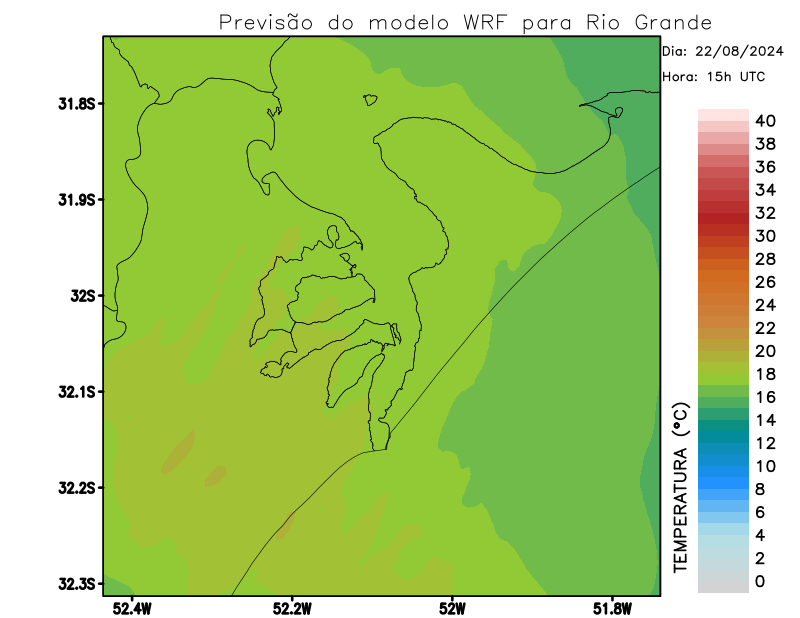 Previsão do modelo WRF para Rio Grande
Dia: 22/08/2024
Hora: 15h UTC
31.8S
31.9S
32S
32.1S
32.2S
32.3S
52.4W
52.2W
52W
51.8W
TEMPERATURA (°C)
40
38
36
34
32
30
28
26
24
22
20
18
16
14
12
10
8
6
4
2
0